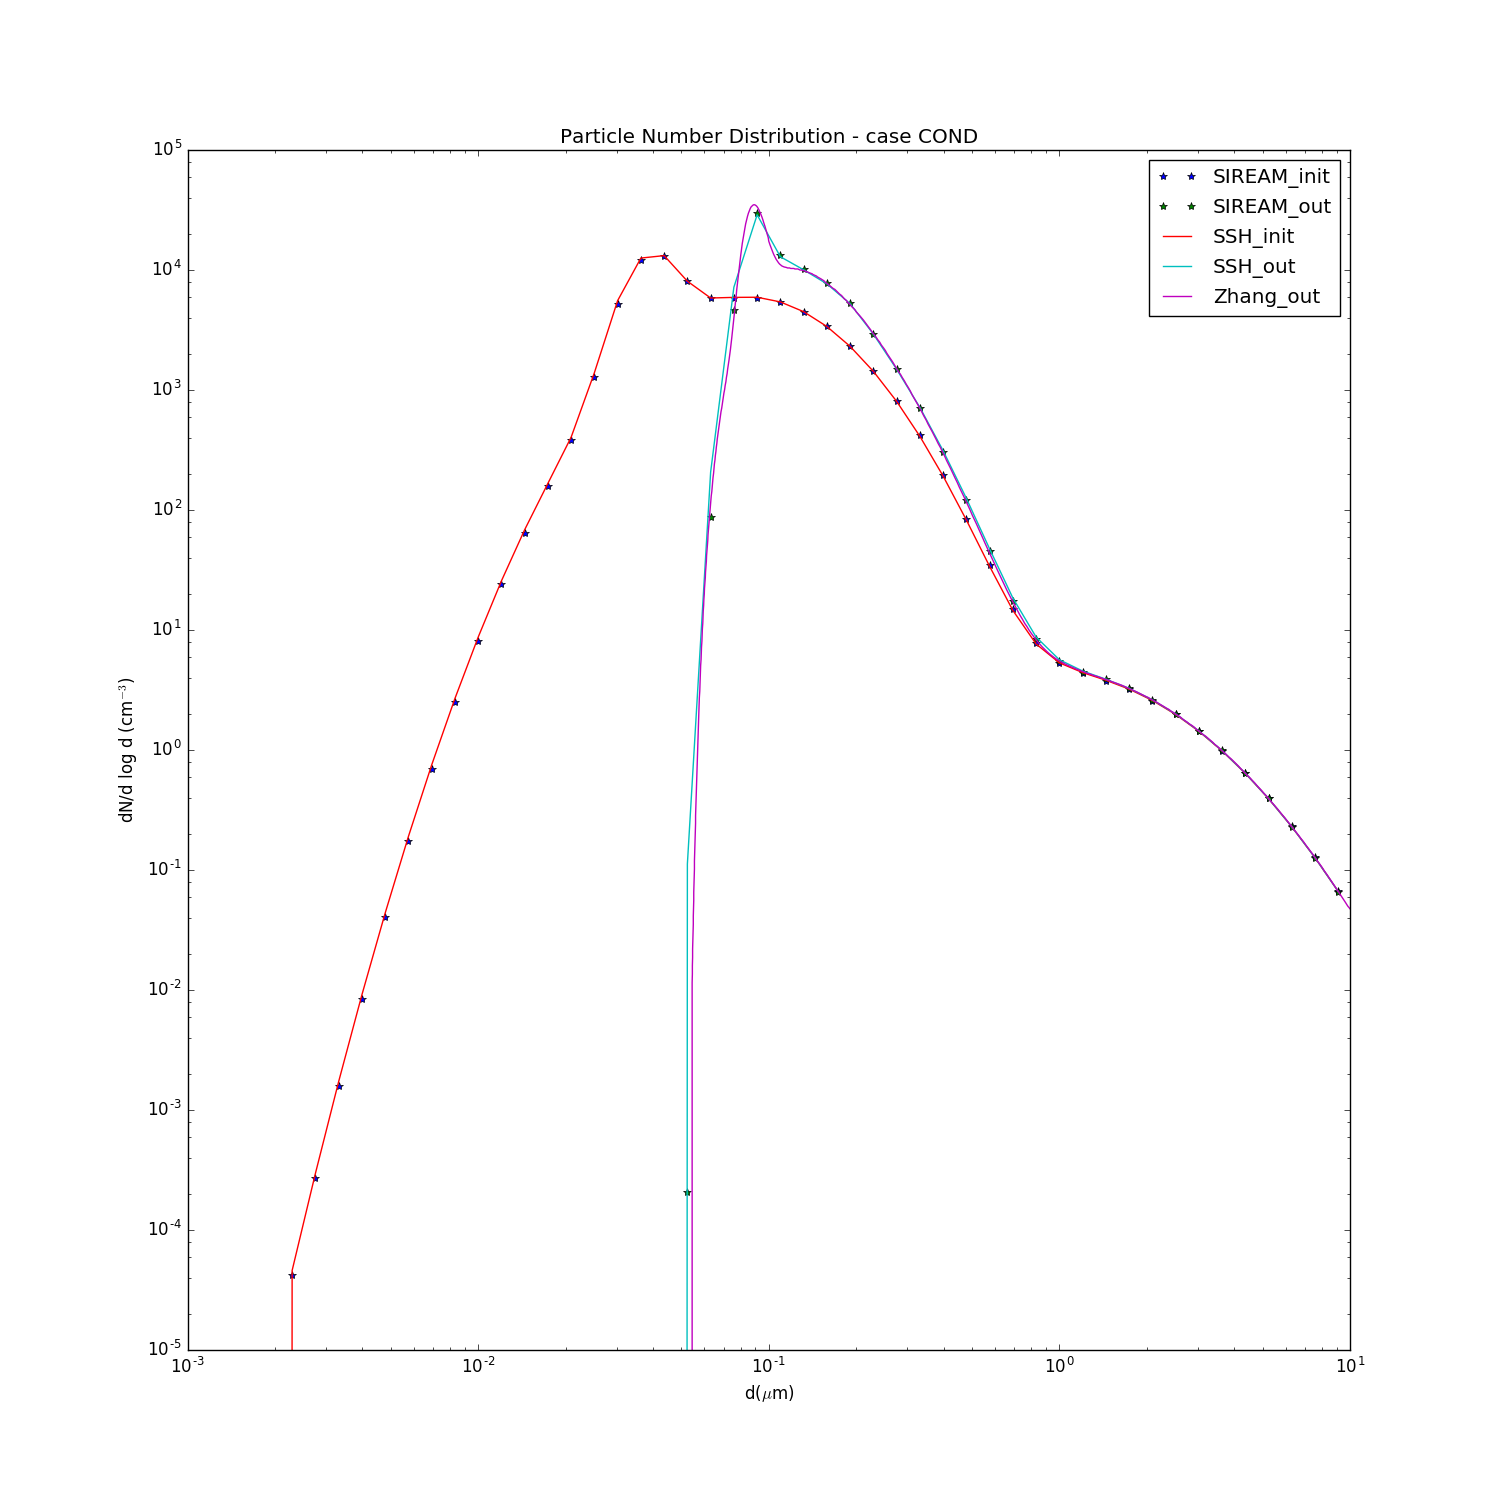 Particle Number Distribution - case COND
10^5
10^4
10^3
10^2
10^1
10^0
10^-1
10^-2
10^-3
10^-4
10^-5
dN/d log d (cm^−3)
SIREAM_init
SIREAM_out
SSH_init
SSH_out
Zhang_out
10^-3 10^-2 10^-1 10^0 10^1
d(μm)